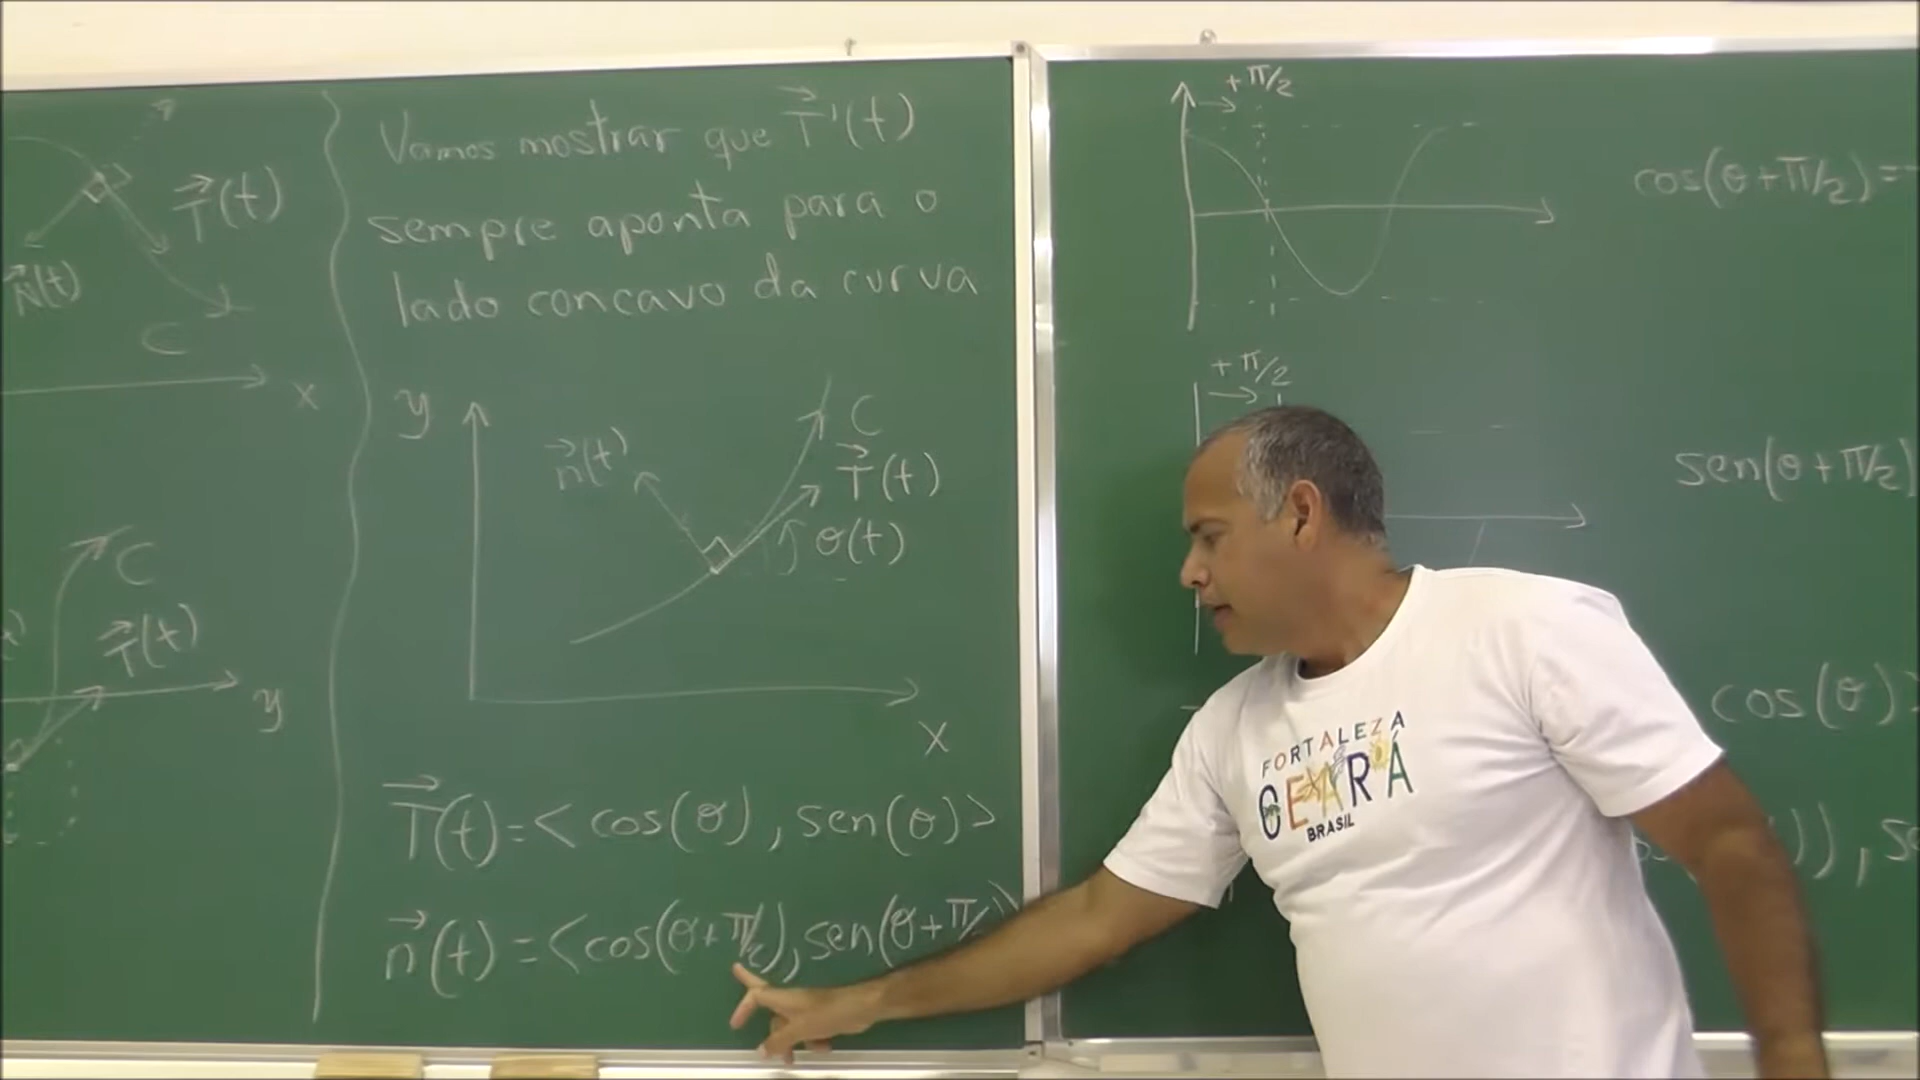 T⃗(t)
N⃗(t)
C
x
C
T⃗(t)
y
Vamos mostrar que T⃗'(t)
sempre aponta para o
lado concavo da curva
y
C
n⃗(t)
T⃗(t)
θ(t)
x
T⃗(t)=<cos(θ), sen(θ)>
n⃗(t)=<cos(θ+π/2), sen(θ+π/2)>
+π/2
cos(θ+π/2)=-
+π/2
sen(θ+π/2)
cos(θ)>
FORTALEZA
CEARÁ
BRASIL